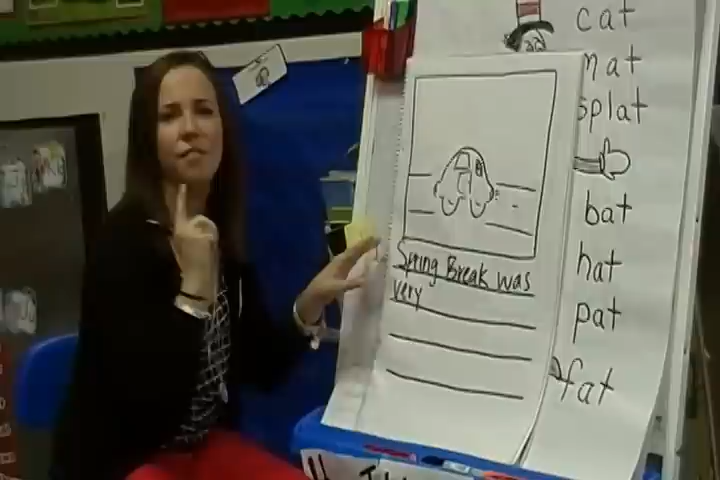 cat
mat
splat
bat
hat
pat
fat
Spring Break was
very